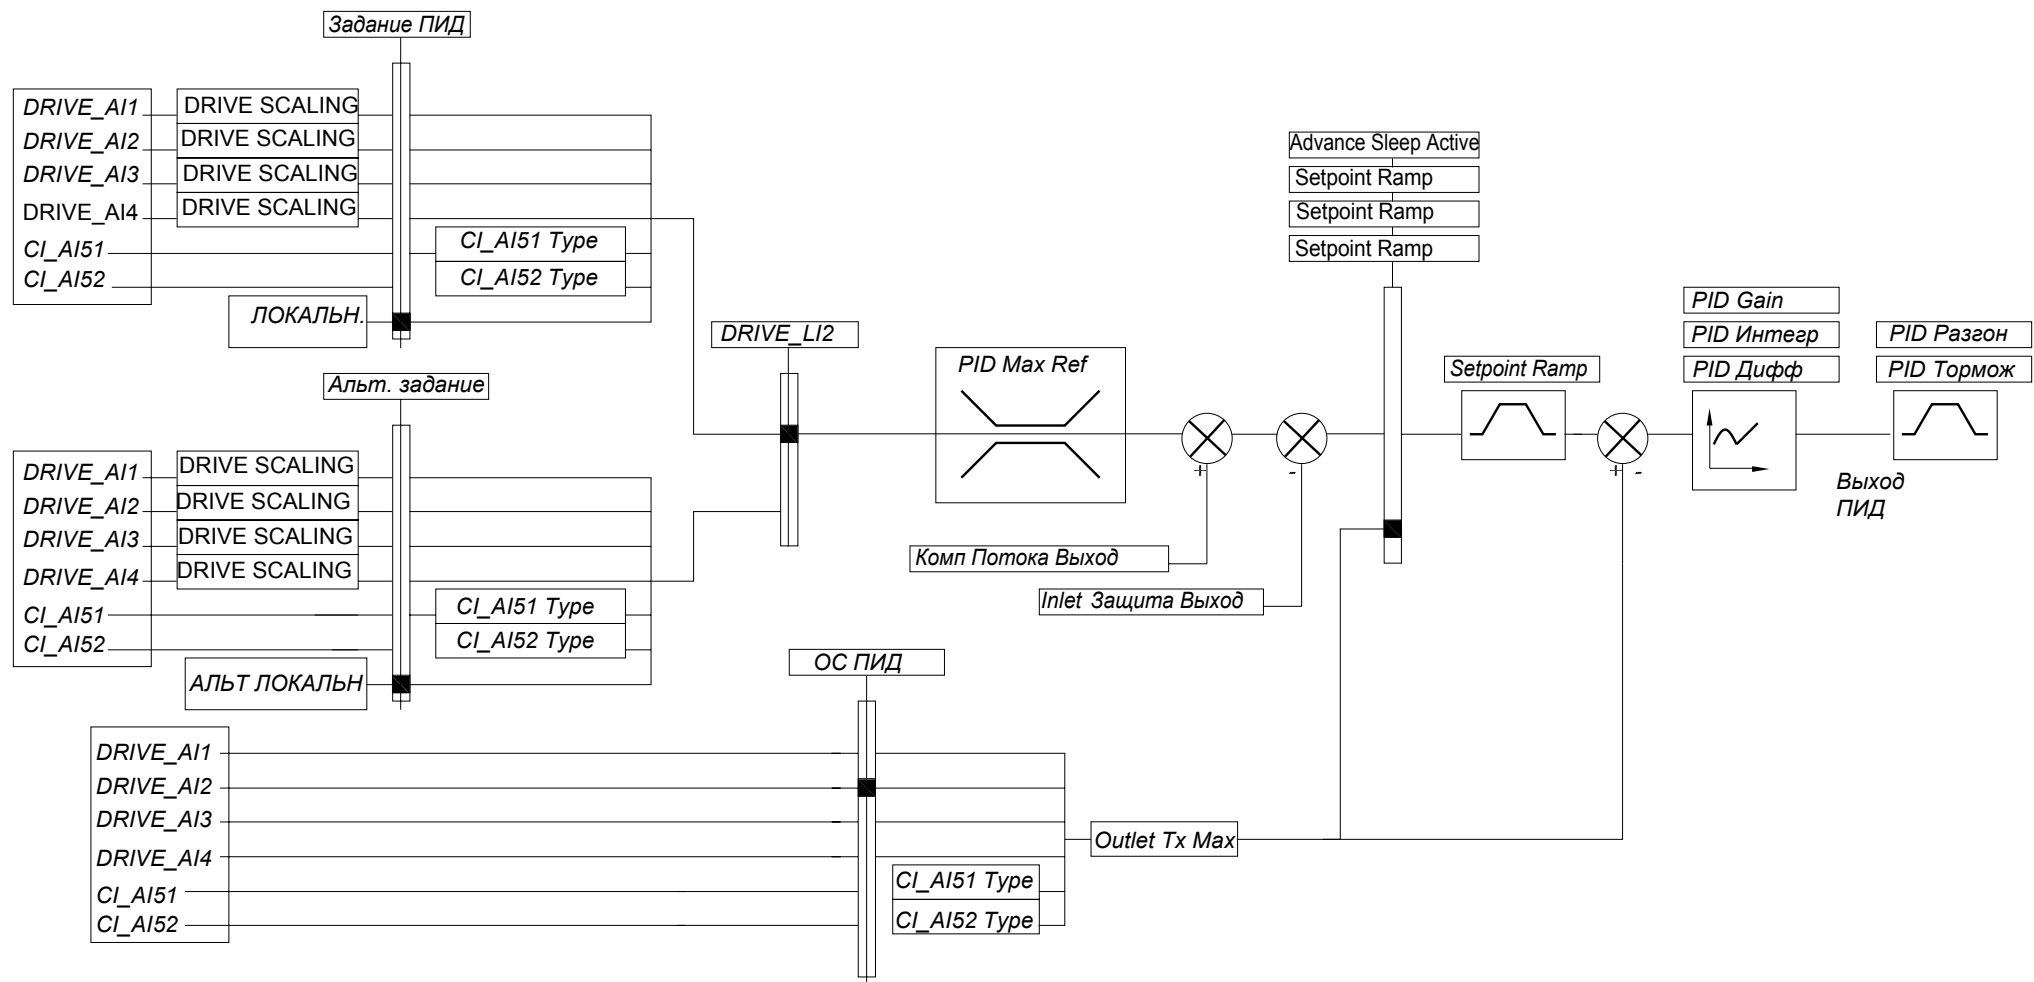 Задание ПИД
DRIVE_AI1
DRIVE SCALING
DRIVE_AI2
DRIVE SCALING
DRIVE_AI3
DRIVE SCALING
DRIVE_AI4
DRIVE SCALING
CI_AI51
CI_AI51 Type
CI_AI52
CI_AI52 Type
ЛОКАЛЬН.
Альт. задание
DRIVE_AI1
DRIVE SCALING
DRIVE_AI2
DRIVE SCALING
DRIVE_AI3
DRIVE SCALING
DRIVE_AI4
DRIVE SCALING
CI_AI51
CI_AI51 Type
CI_AI52
CI_AI52 Type
АЛЬТ ЛОКАЛЬН
DRIVE_LI2
PID Max Ref
+
-
Комп Потока Выход
Inlet Защита Выход
Advance Sleep Active
Setpoint Ramp
Setpoint Ramp
Setpoint Ramp
Setpoint Ramp
+ -
PID Gain
PID Интегр
PID Дифф
PID Разгон
PID Тормож
Выход
ПИД
ОС ПИД
DRIVE_AI1
DRIVE_AI2
DRIVE_AI3
DRIVE_AI4
CI_AI51
CI_AI51 Type
CI_AI52
CI_AI52 Type
Outlet Tx Max